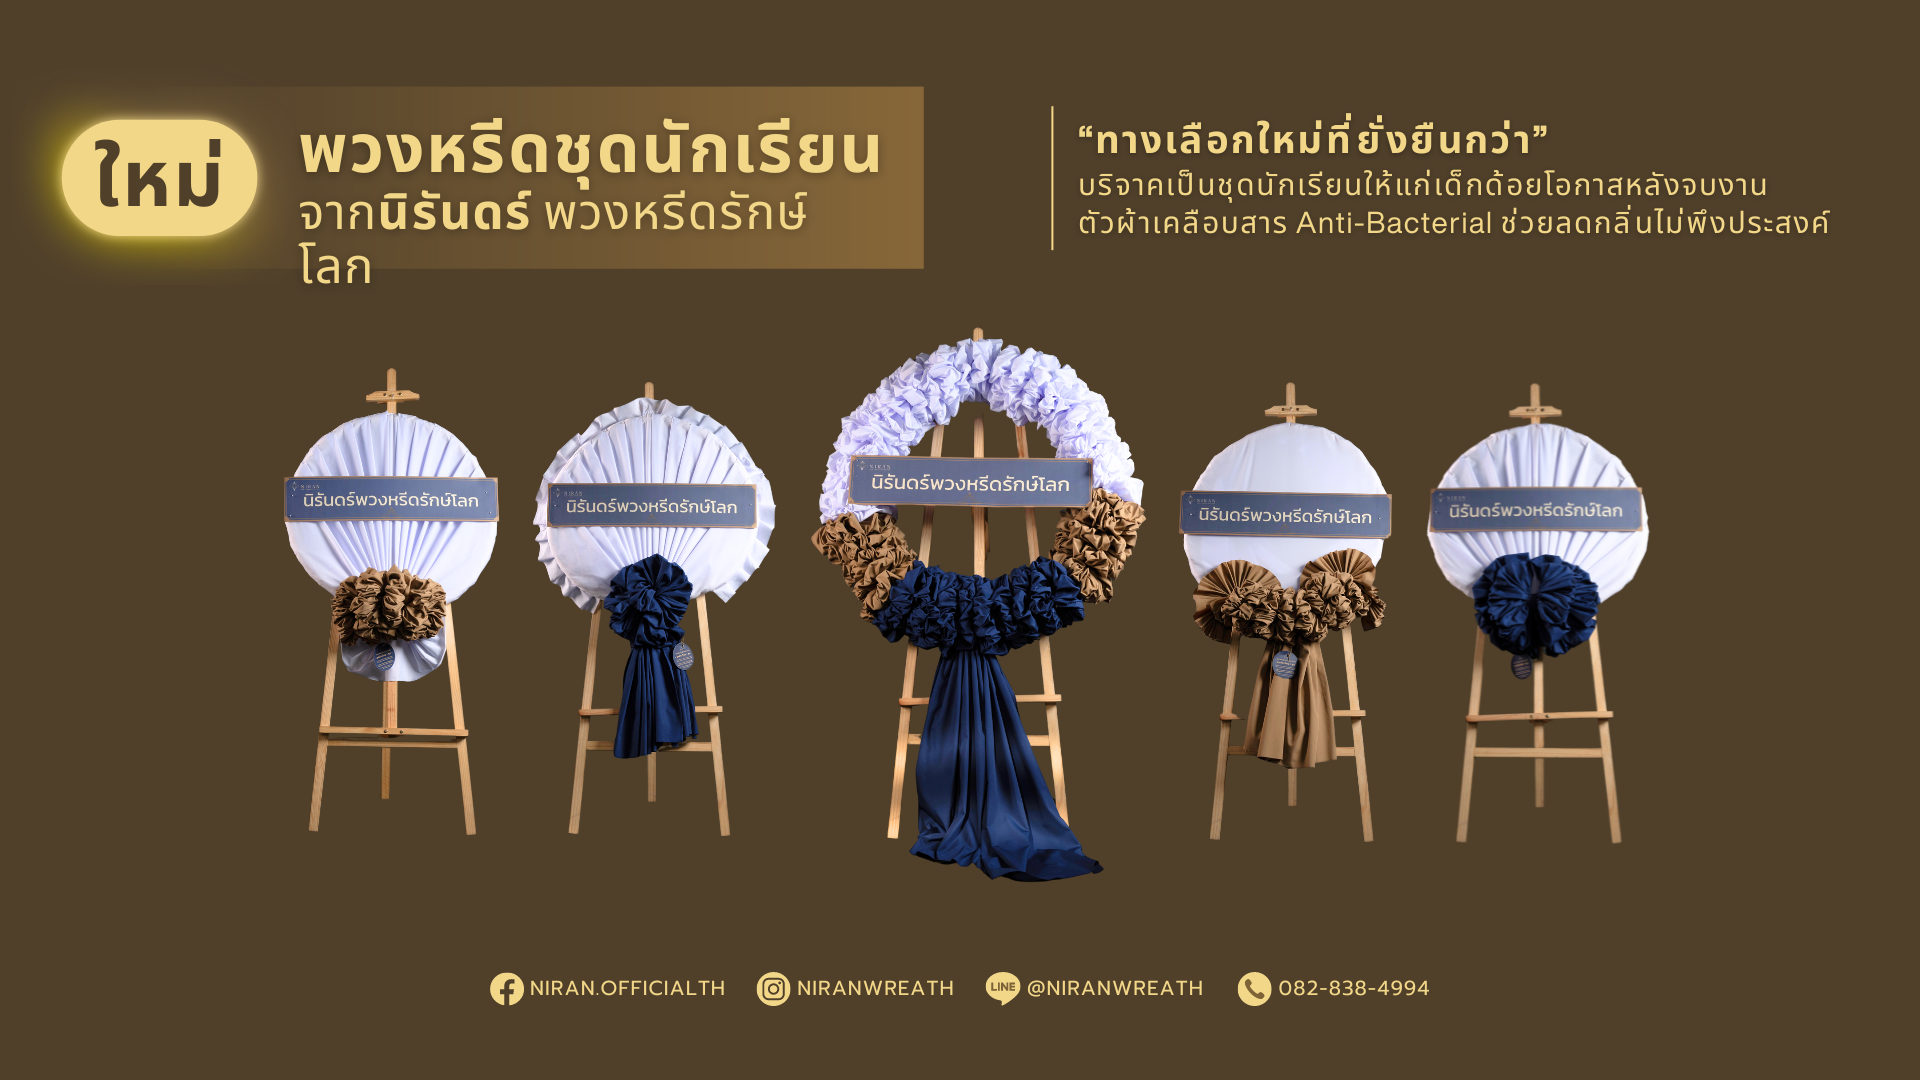 ใหม่
พวงหรีดชุดนักเรียน
จากนิรันดร์ พวงหรีดรักษ์
โลก
“ทางเลือกใหม่ที่ยั่งยืนกว่า”
บริจาคเป็นชุดนักเรียนให้แก่เด็กด้อยโอกาสหลังจบงาน
ตัวผ้าเคลือบสาร Anti-Bacterial ช่วยลดกลิ่นไม่พึงประสงค์
NIRAN
นิรันดร์พวงหรีดรักษ์โลก
NIRAN
นิรันดร์พวงหรีดรักษ์โลก
NIRAN
นิรันดร์พวงหรีดรักษ์โลก
NIRAN
นิรันดร์พวงหรีดรักษ์โลก
NIRAN
นิรันดร์พวงหรีดรักษ์โลก
NIRAN.OFFICIALTH
NIRANWREATH
LINE @NIRANWREATH
082-838-4994